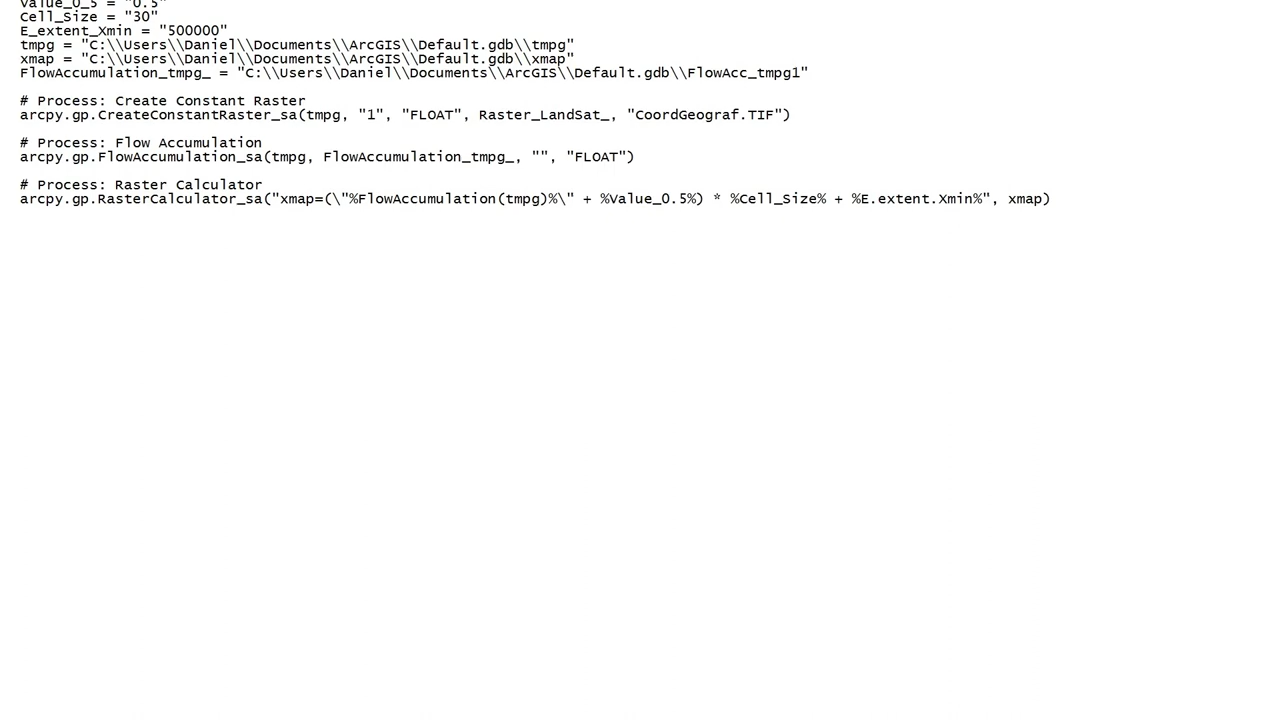 Value_0_5 = "0.5"
Cell_Size = "30"
E_extent_Xmin = "500000"
tmpg = "C:\\Users\\Daniel\\Documents\\ArcGIS\\Default.gdb\\tmpg"
xmap = "C:\\Users\\Daniel\\Documents\\ArcGIS\\Default.gdb\\xmap"
FlowAccumulation_tmpg_ = "C:\\Users\\Daniel\\Documents\\ArcGIS\\Default.gdb\\FlowAcc_tmpg1"
# Process: Create Constant Raster
arcpy.gp.CreateConstantRaster_sa(tmpg, "1", "FLOAT", Raster_LandSat_, "CoordGeograf.TIF")
# Process: Flow Accumulation
arcpy.gp.FlowAccumulation_sa(tmpg, FlowAccumulation_tmpg_, "", "FLOAT")
# Process: Raster Calculator
arcpy.gp.RasterCalculator_sa("xmap=(\"%FlowAccumulation(tmpg)%\" + %Value_0.5%) * %Cell_Size% + %E.extent.Xmin%", xmap)